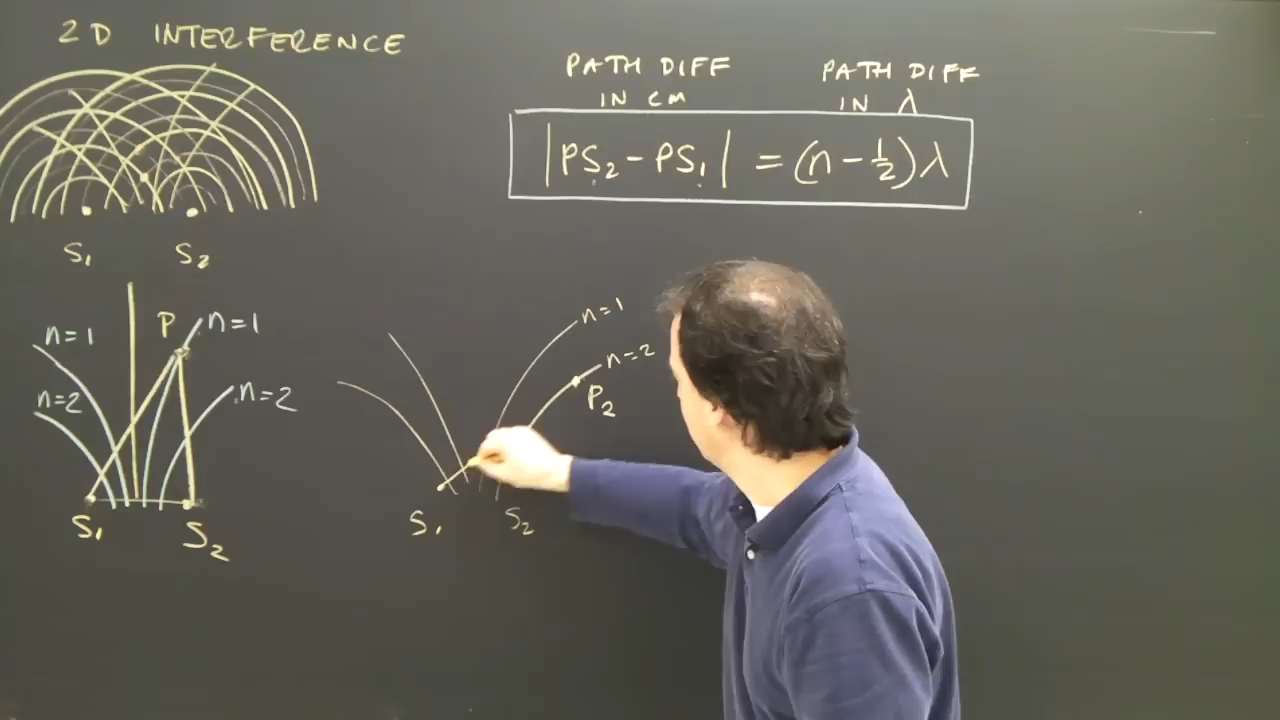 2D INTERFERENCE
PATH DIFF IN CM
PATH DIFF IN λ
|PS₂ - PS₁| = (n - ½)λ
S₁ S₂
n=1 P n=1
n=2 n=2
S₁ S₂
n=1
n=2
P₂
S₁ S₂